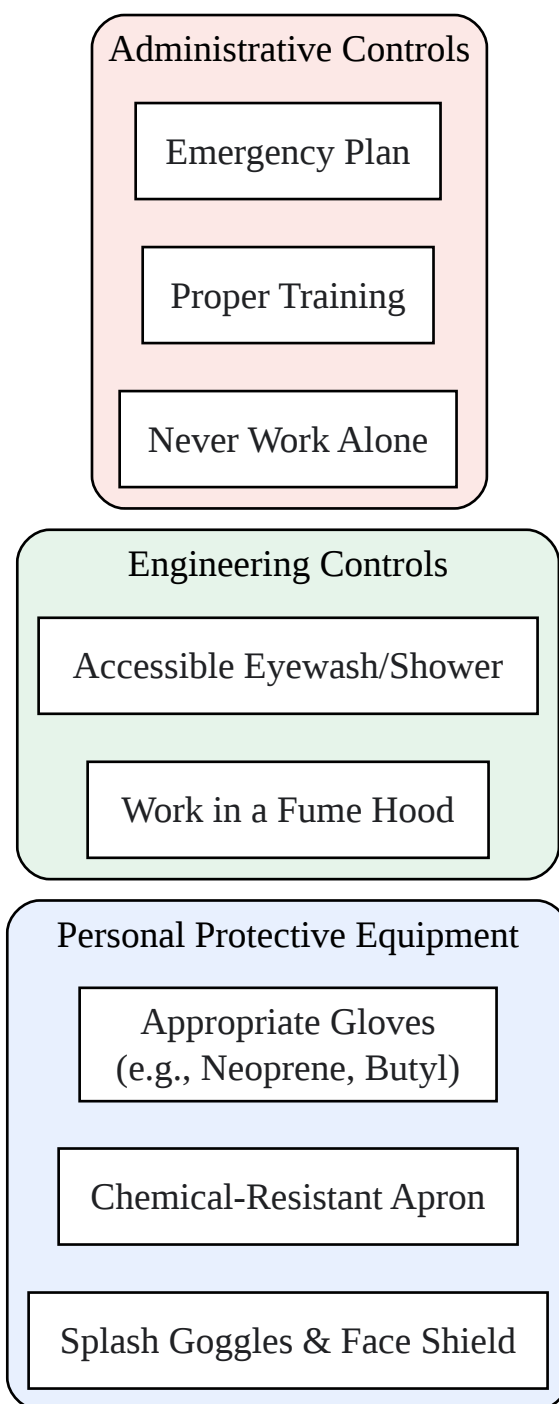 Administrative Controls
Emergency Plan
Proper Training
Never Work Alone
Engineering Controls
Accessible Eyewash/Shower
Work in a Fume Hood
Personal Protective Equipment
Appropriate Gloves
(e.g., Neoprene, Butyl)
Chemical-Resistant Apron
Splash Goggles & Face Shield